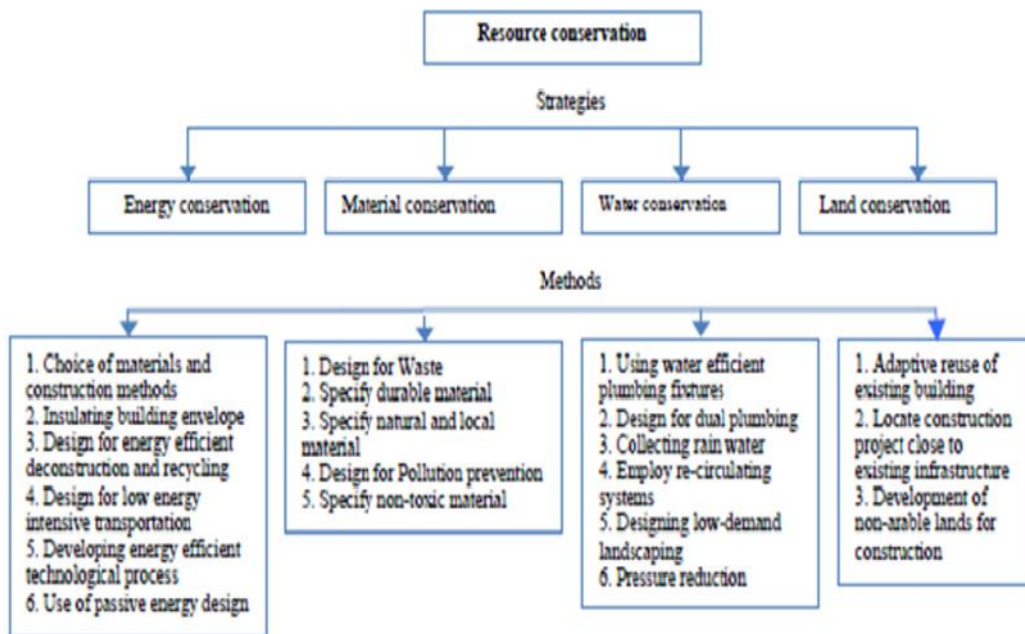 Resource conservation
Strategies
Energy conservation
Material conservation
Water conservation
Land conservation
Methods
1. Choice of materials and
construction methods
2. Insulating building envelope
3. Design for energy efficient
deconstruction and recycling
4. Design for low energy
intensive transportation
5. Developing energy efficient
technological process
6. Use of passive energy design
1. Design for Waste
2. Specify durable material
3. Specify natural and local
material
4. Design for Pollution prevention
5. Specify non-toxic material
1. Using water efficient
plumbing fixtures
2. Design for dual plumbing
3. Collecting rain water
4. Employ re-circulating
systems
5. Designing low-demand
landscaping
6. Pressure reduction
1. Adaptive reuse of
existing building
2. Locate construction
project close to
existing infrastructure
3. Development of
non-arable lands for
construction